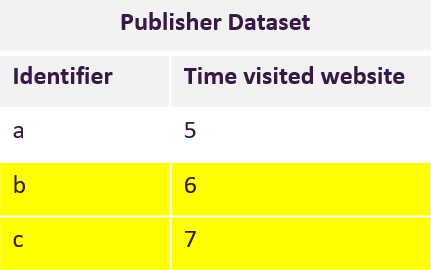 Publisher Dataset
Identifier Time visited website
a 5
b 6
c 7